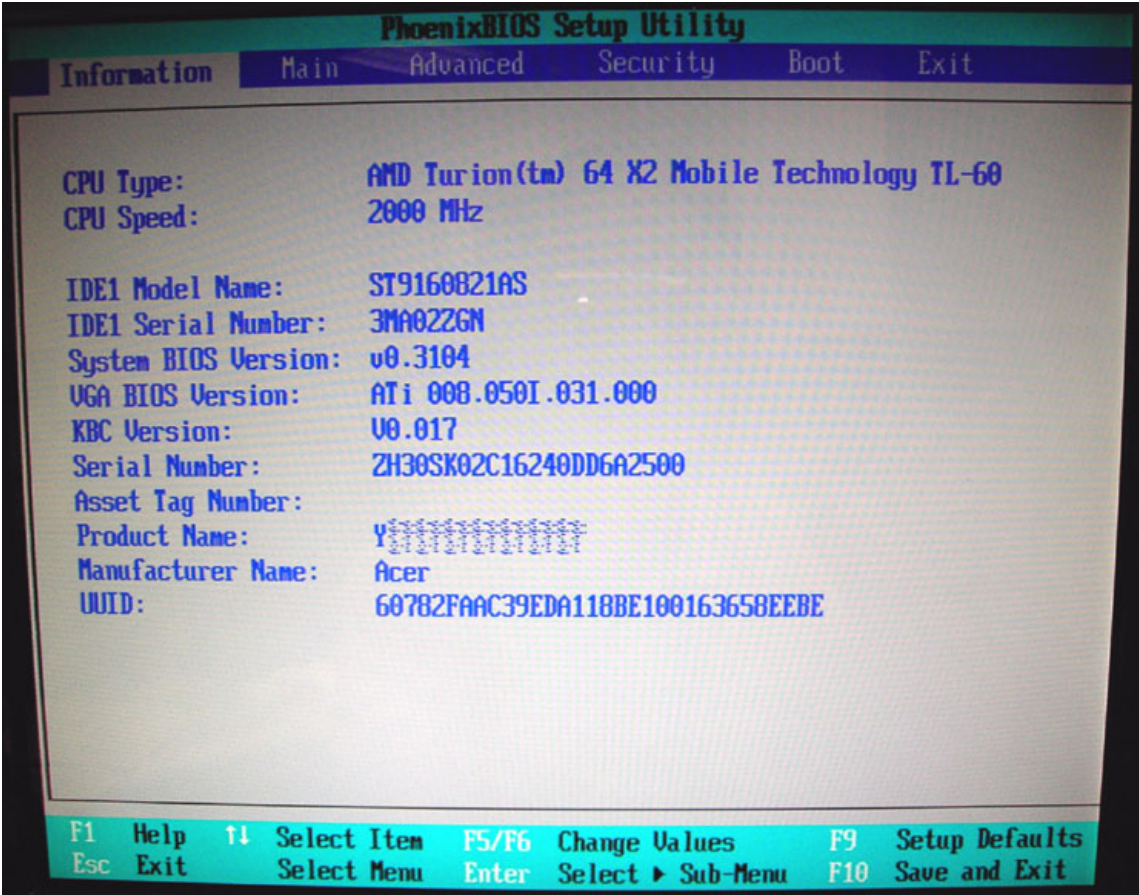 PhoenixBIOS Setup Utility
Information Main Advanced Security Boot Exit
CPU Type: AMD Turion(tm) 64 X2 Mobile Technology TL-60
CPU Speed: 2000 MHz
IDE1 Model Name: ST9160821AS
IDE1 Serial Number: 3MA02ZGN
System BIOS Version: v0.3104
VGA BIOS Version: ATi 008.050I.031.000
KBC Version: V0.017
Serial Number: ZH30SK02C16240DD6A2500
Asset Tag Number:
Product Name: Y
Manufacturer Name: Acer
UUID: 60782FAAC39EDA118BE100163658EEBE
F1 Help ↑↓ Select Item F5/F6 Change Values F9 Setup Defaults
Esc Exit Select Menu Enter Select ▶ Sub-Menu F10 Save and Exit